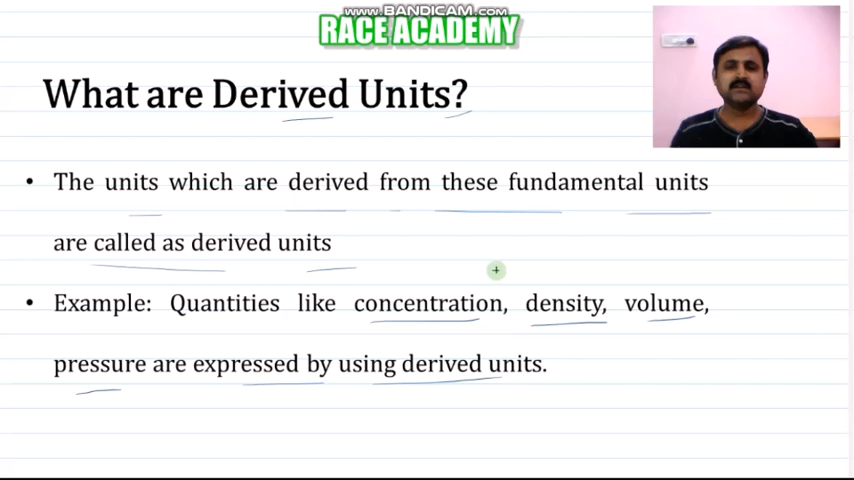 www.BANDICAM.com
RACE ACADEMY
What are Derived Units?
• The units which are derived from these fundamental units
are called as derived units
• Example: Quantities like concentration, density, volume,
pressure are expressed by using derived units.